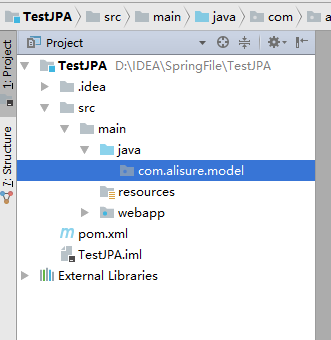 TestJPA src main java com a
Project
1: Project
7: Structure
TestJPA D:\IDEA\SpringFile\TestJPA
.idea
src
main
java
com.alisure.model
resources
webapp
pom.xml
TestJPA.iml
External Libraries